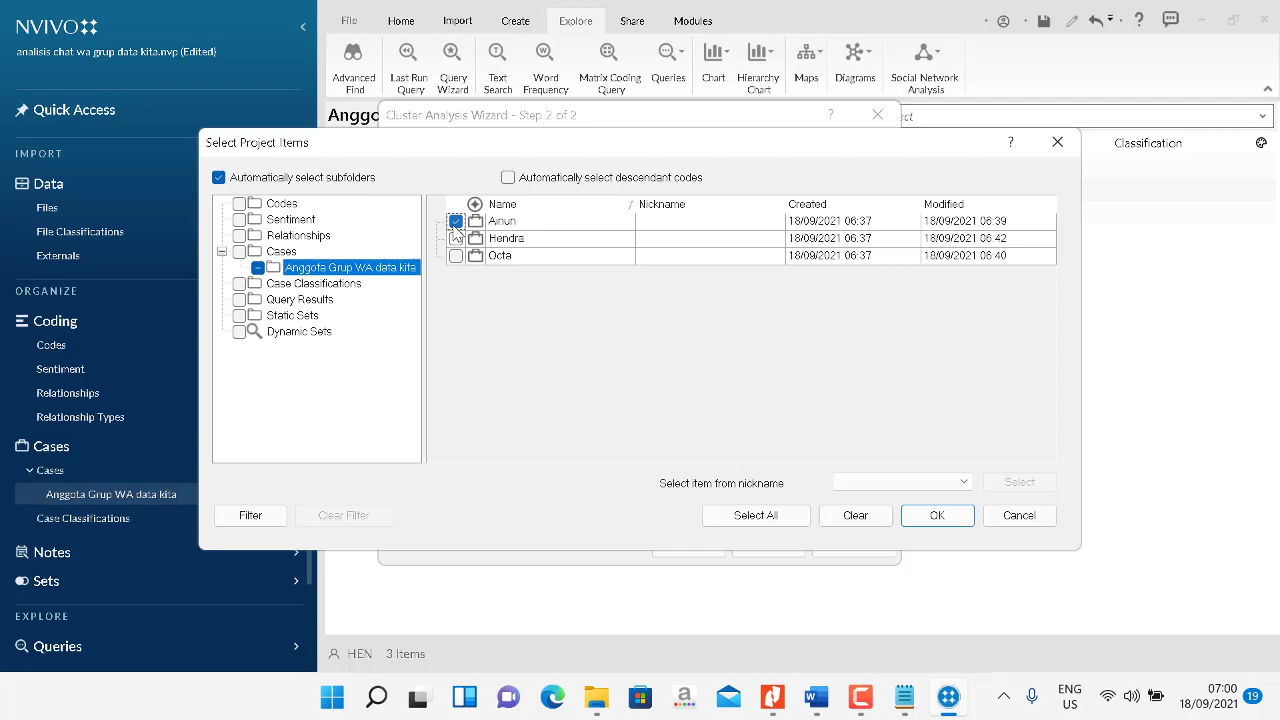 NVIVO
analisis chat wa grup data kita.nvp (Edited)
File Home Import Create Explore Share Modules
Advanced Find
Last Run Query
Query Wizard
Text Search
Word Frequency
Matrix Coding Query
Queries
Chart
Hierarchy Chart
Maps
Diagrams
Social Network Analysis
Quick Access
IMPORT
Data
Files
File Classifications
Externals
ORGANIZE
Coding
Codes
Sentiment
Relationships
Relationship Types
Cases
Cases
Anggota Grup WA data kita
Case Classifications
Notes
Sets
EXPLORE
Queries
Anggo
Cluster Analysis Wizard - Step 2 of 2 ?
ect
Classification
Select Project Items ?
Automatically select subfolders
Automatically select descendant codes
Codes
Sentiment
Relationships
Cases
Anggota Grup WA data kita
Case Classifications
Query Results
Static Sets
Dynamic Sets
Name / Nickname Created Modified
Ainun 18/09/2021 06:37 18/09/2021 06:39
Hendra 18/09/2021 06:37 18/09/2021 06:42
Octa 18/09/2021 06:37 18/09/2021 06:40
Select item from nickname
Select
Filter
Clear Filter
Select All
Clear
OK
Cancel
HEN 3 Items
ENG
US
07:00
18/09/2021
19